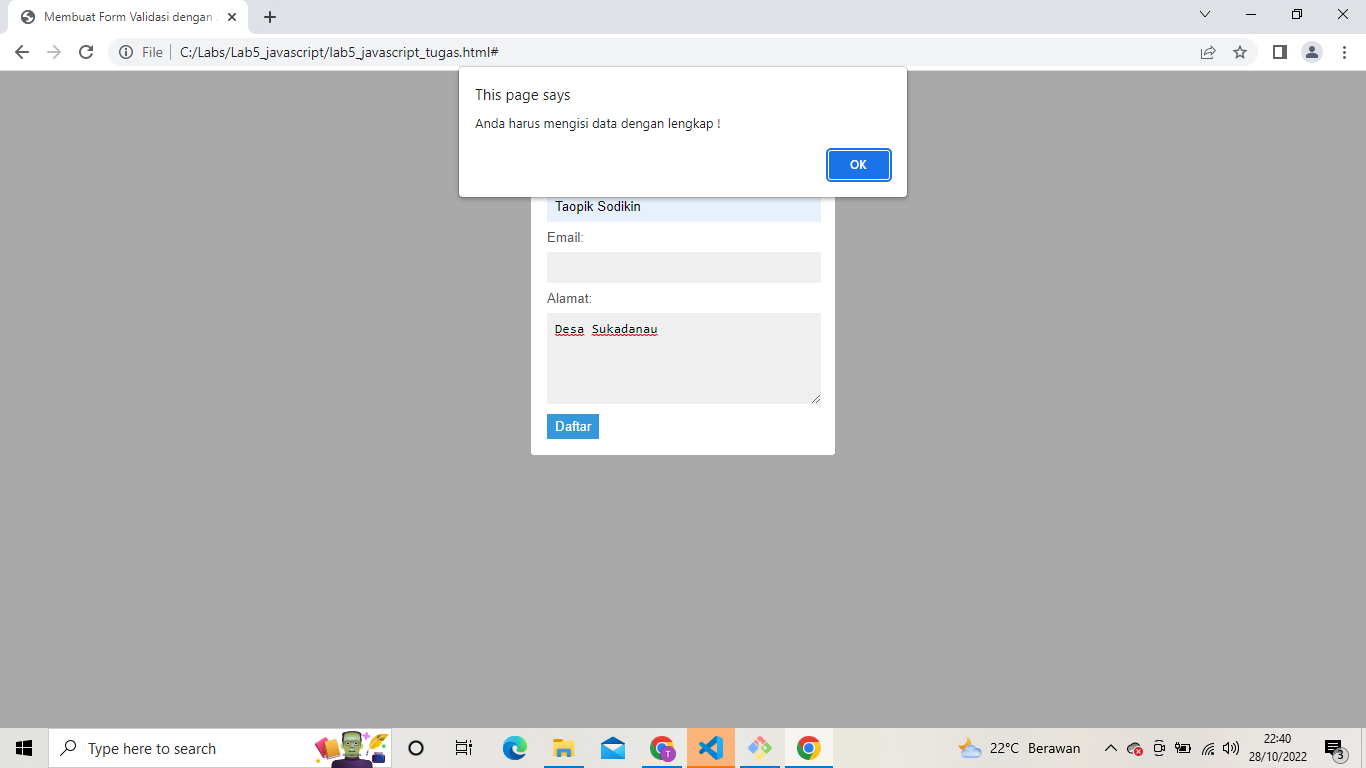 Membuat Form Validasi dengan
File
C:/Labs/Lab5_javascript/lab5_javascript_tugas.html#
This page says
Anda harus mengisi data dengan lengkap !
OK
Taopik Sodikin
Email:
Alamat:
Desa Sukadanau
Daftar
Type here to search
T
22°C Berawan
22:40
28/10/2022
3